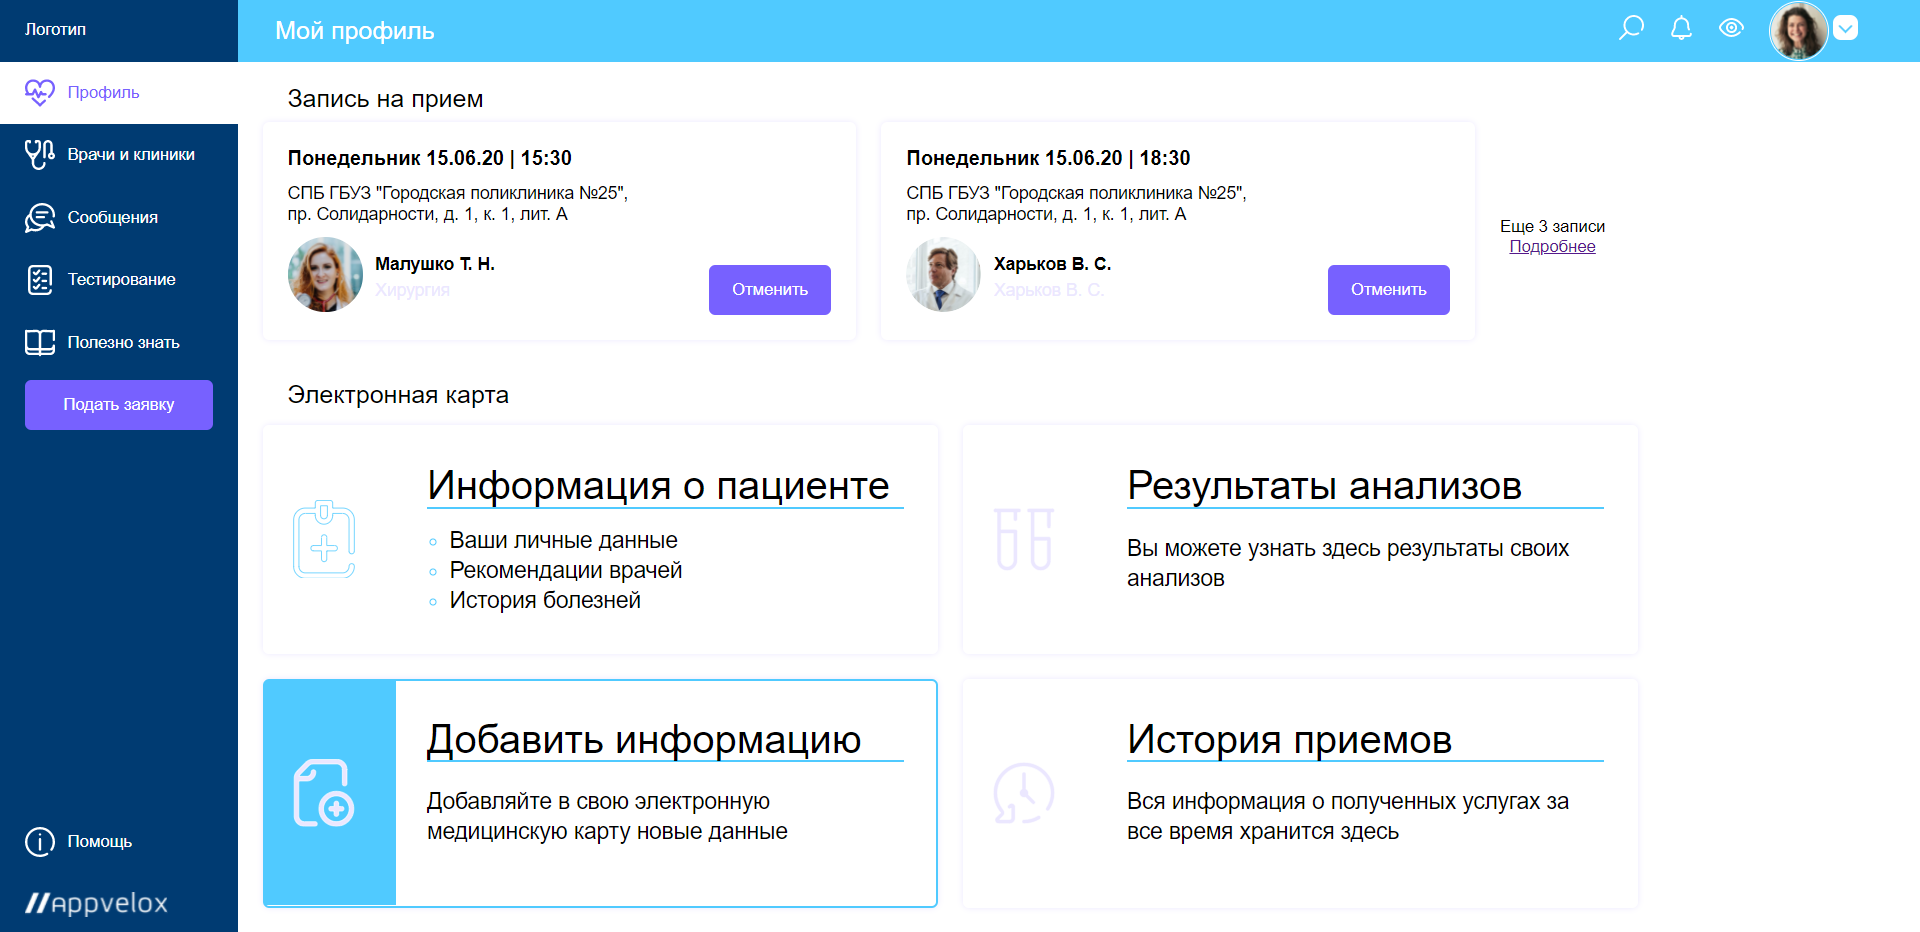 Логотип
Мой профиль
Профиль
Врачи и клиники
Сообщения
Тестирование
Полезно знать
Подать заявку
Помощь
//Appvelox
Запись на прием
Понедельник 15.06.20 | 15:30
СПБ ГБУЗ "Городская поликлиника №25",
пр. Солидарности, д. 1, к. 1, лит. А
Малушко Т. Н.
Хирургия
Отменить
Понедельник 15.06.20 | 18:30
СПБ ГБУЗ "Городская поликлиника №25",
пр. Солидарности, д. 1, к. 1, лит. А
Харьков В. С.
Харьков В. С.
Отменить
Еще 3 записи
Подробнее
Электронная карта
Информация о пациенте
Ваши личные данные
Рекомендации врачей
История болезней
Результаты анализов
Вы можете узнать здесь результаты своих
анализов
Добавить информацию
Добавляйте в свою электронную
медицинскую карту новые данные
История приемов
Вся информация о полученных услугах за
все время хранится здесь